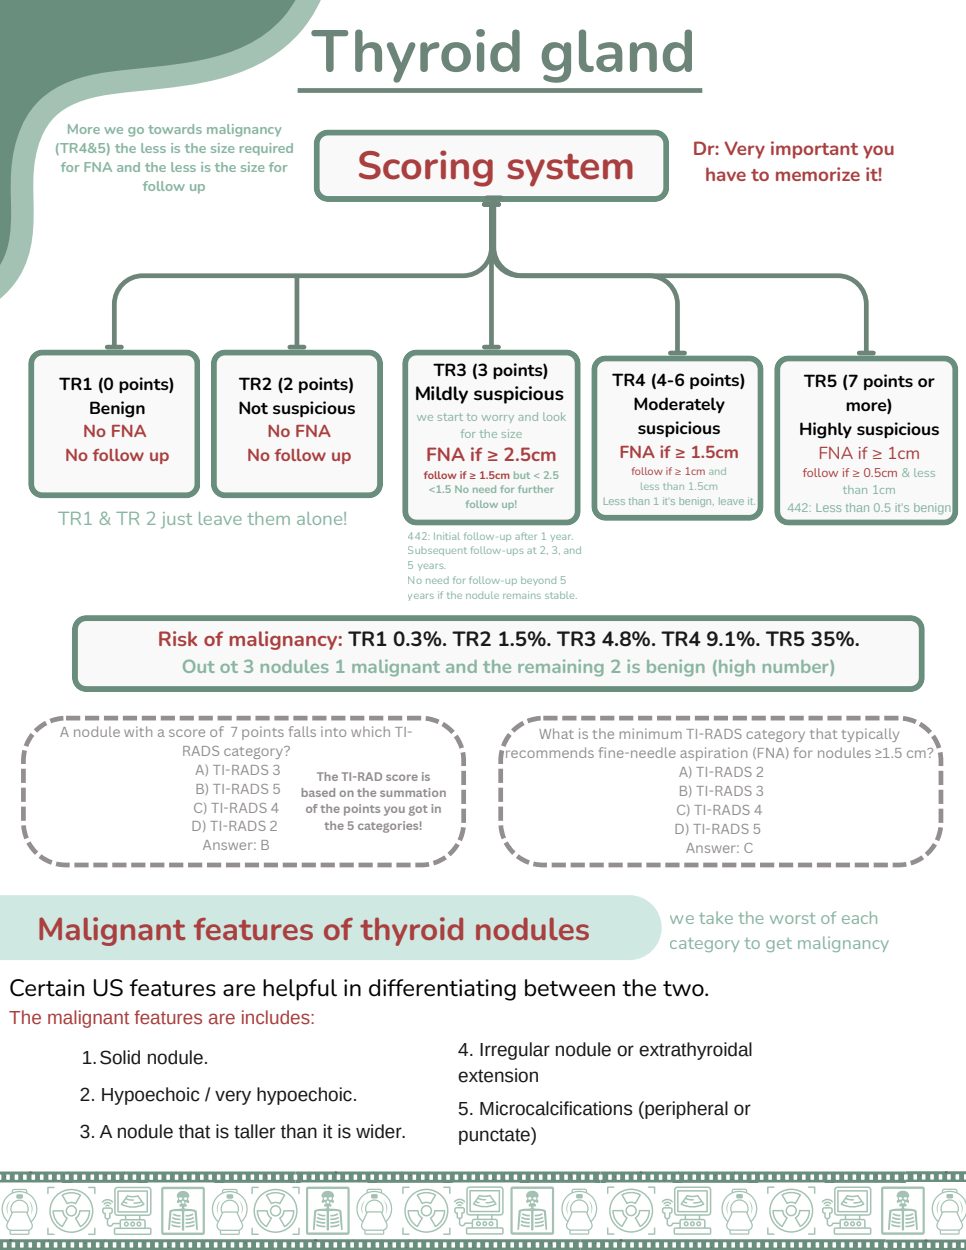 Thyroid gland
More we go towards malignancy
(TR4&5) the less is the size required
for FNA and the less is the size for
follow up
Scoring system
Dr: Very important you
have to memorize it!
TR1 (0 points)
Benign
No FNA
No follow up
TR2 (2 points)
Not suspicious
No FNA
No follow up
TR3 (3 points)
Mildly suspicious
we start to worry and look
for the size
FNA if ≥ 2.5cm
follow if ≥ 1.5cm but < 2.5
<1.5 No need for further
follow up!
TR4 (4-6 points)
Moderately
suspicious
FNA if ≥ 1.5cm
follow if ≥ 1cm and
less than 1.5cm
Less than 1 it's benign, leave it.
TR5 (7 points or
more)
Highly suspicious
FNA if ≥ 1cm
follow if ≥ 0.5cm & less
than 1cm
442: Less than 0.5 it's benign
TR1 & TR 2 just leave them alone!
442: Initial follow-up after 1 year.
Subsequent follow-ups at 2, 3, and
5 years.
No need for follow-up beyond 5
years if the nodule remains stable.
Risk of malignancy: TR1 0.3%. TR2 1.5%. TR3 4.8%. TR4 9.1%. TR5 35%.
Out ot 3 nodules 1 malignant and the remaining 2 is benign (high number)
A nodule with a score of 7 points falls into which TI-
RADS category?
A) TI-RADS 3
B) TI-RADS 5
C) TI-RADS 4
D) TI-RADS 2
Answer: B
The TI-RAD score is
based on the summation
of the points you got in
the 5 categories!
What is the minimum TI-RADS category that typically
recommends fine-needle aspiration (FNA) for nodules ≥1.5 cm?
A) TI-RADS 2
B) TI-RADS 3
C) TI-RADS 4
D) TI-RADS 5
Answer: C
Malignant features of thyroid nodules
we take the worst of each
category to get malignancy
Certain US features are helpful in differentiating between the two.
The malignant features are includes:
1. Solid nodule.
2. Hypoechoic / very hypoechoic.
3. A nodule that is taller than it is wider.
4. Irregular nodule or extrathyroidal
extension
5. Microcalcifications (peripheral or
punctate)